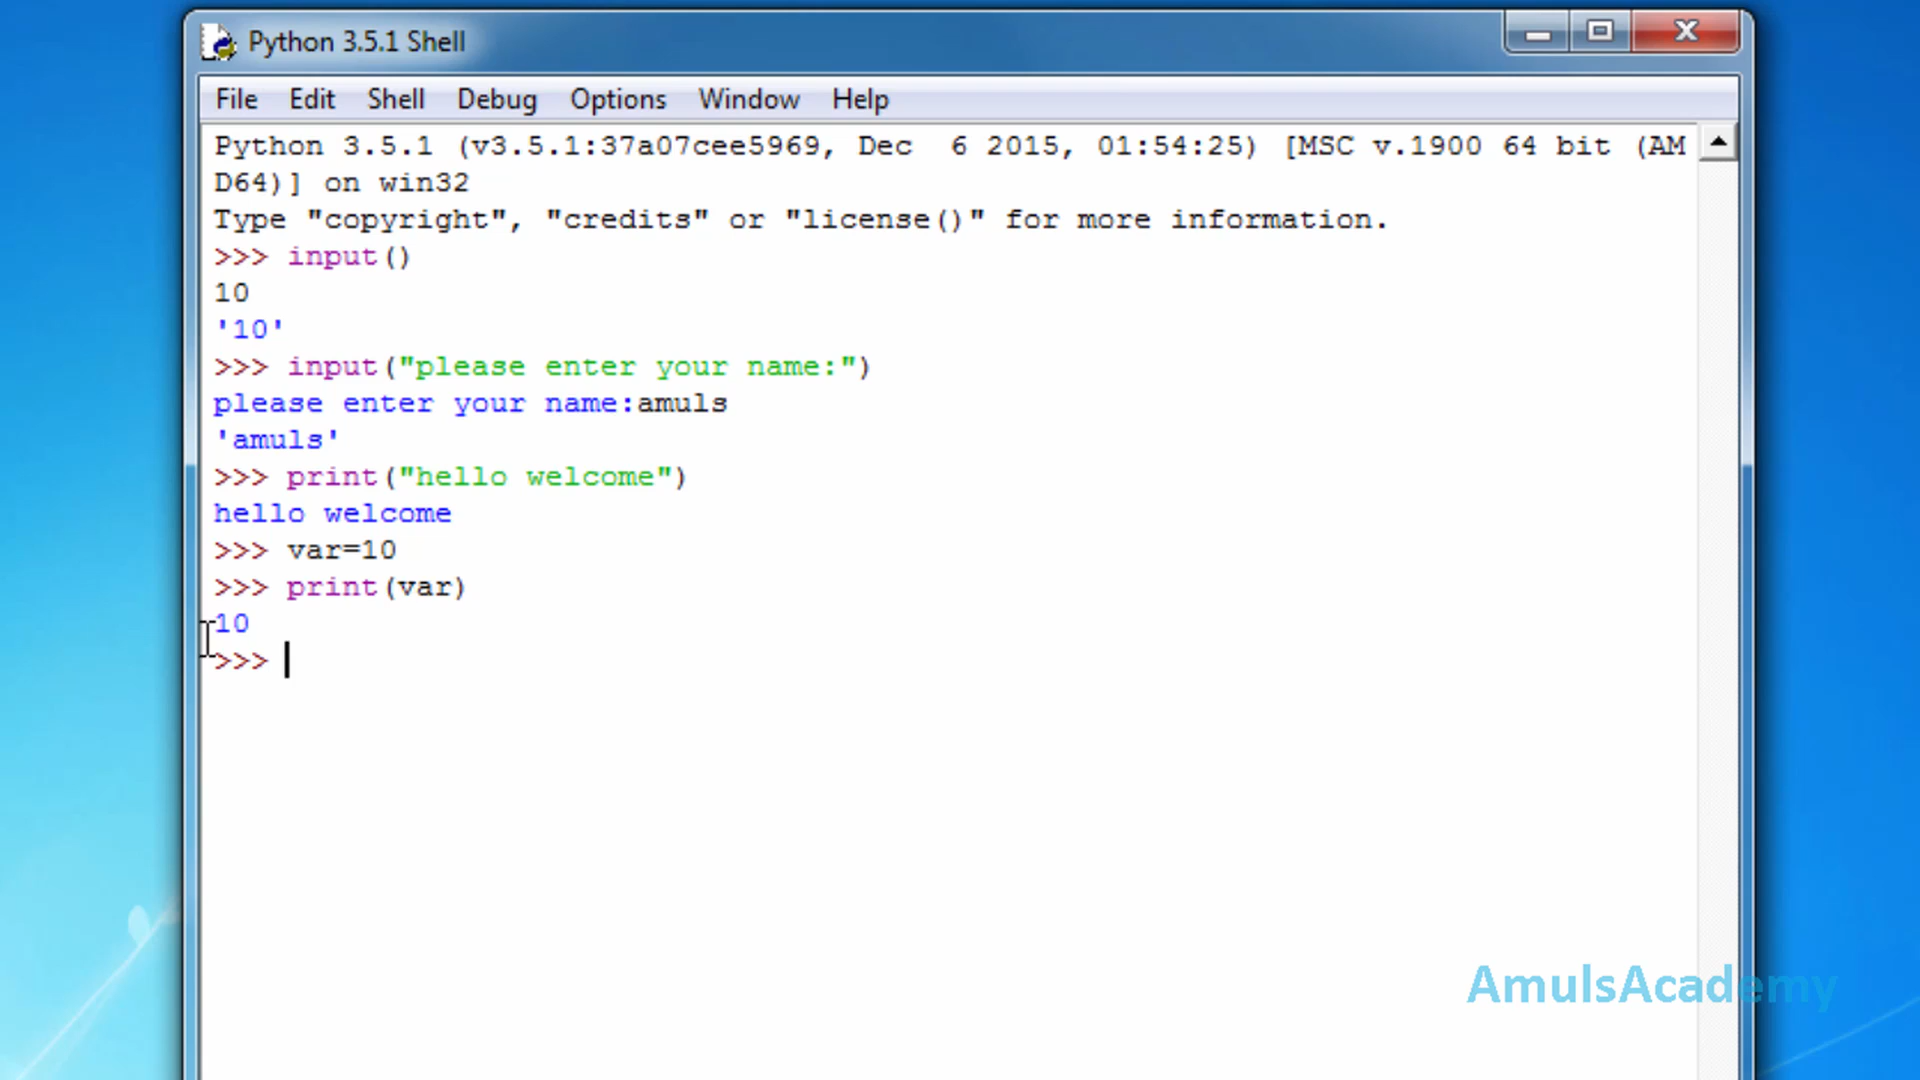 Python 3.5.1 Shell
File Edit Shell Debug Options Window Help
Python 3.5.1 (v3.5.1:37a07cee5969, Dec  6 2015, 01:54:25) [MSC v.1900 64 bit (AM
D64)] on win32
Type "copyright", "credits" or "license()" for more information.
>>> input()
10
'10'
>>> input("please enter your name:")
please enter your name:amuls
'amuls'
>>> print("hello welcome")
hello welcome
>>> var=10
>>> print(var)
10
>>>
AmulsAcademy